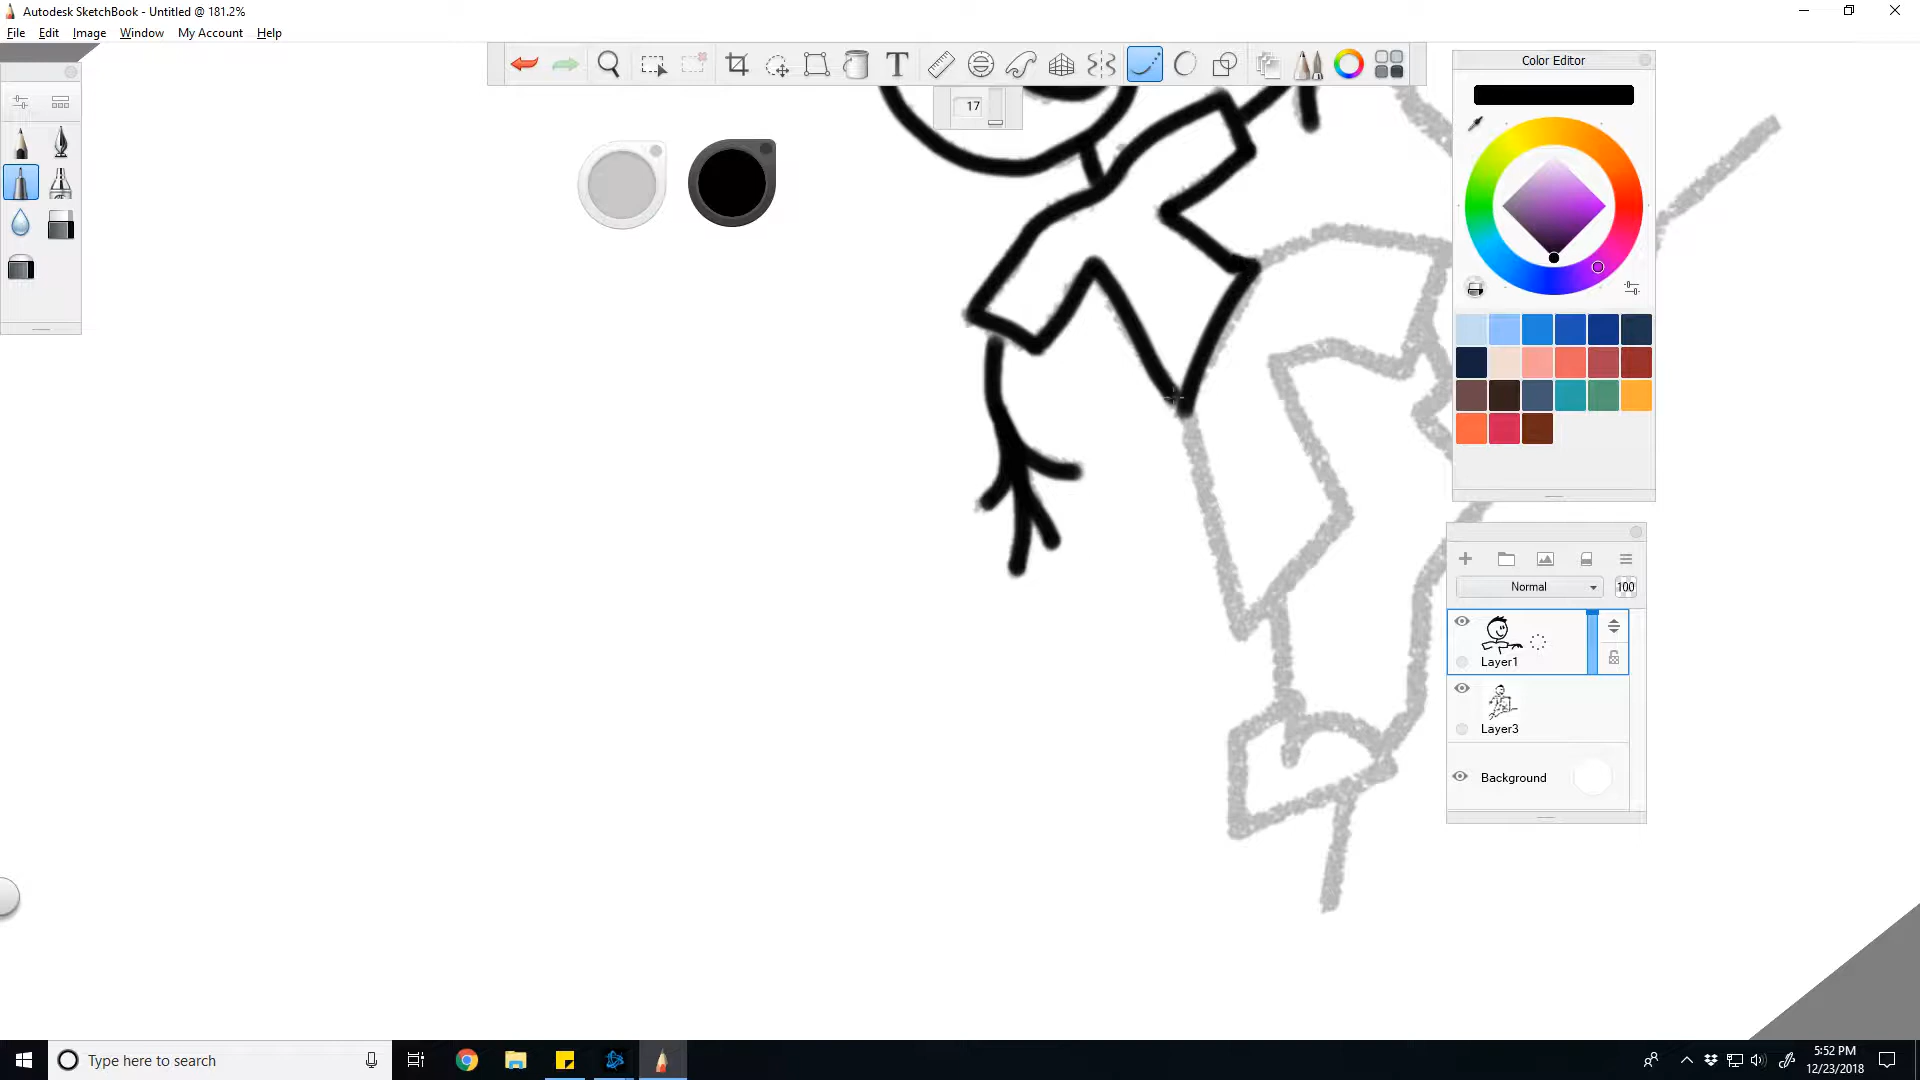 Autodesk SketchBook - Untitled @ 181.2%
File Edit Image Window My Account Help
T
17
Color Editor
Normal 100
Layer1
Layer3
Background
Type here to search
5:52 PM
12/23/2018